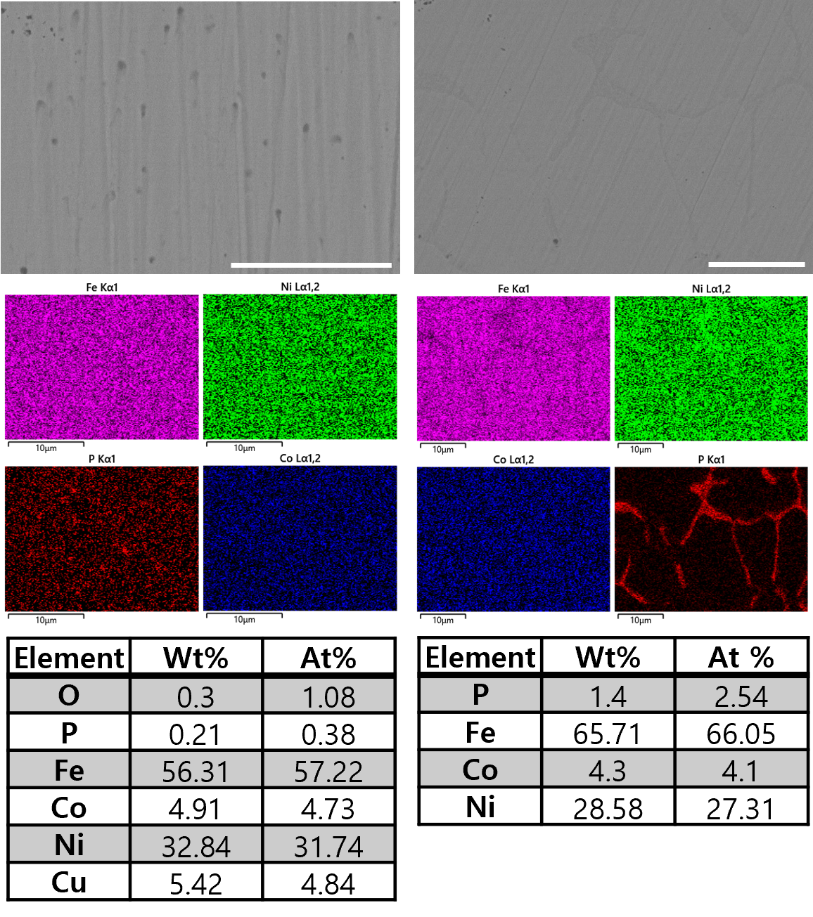 Fe Kα1
Ni Lα1,2
Fe Kα1
Ni Lα1,2
10μm
10μm
10μm
10μm
P Kα1
Co Lα1,2
Co Lα1,2
P Kα1
10μm
10μm
10μm
10μm
Element Wt% At%
O 0.3 1.08
P 0.21 0.38
Fe 56.31 57.22
Co 4.91 4.73
Ni 32.84 31.74
Cu 5.42 4.84
Element Wt% At %
P 1.4 2.54
Fe 65.71 66.05
Co 4.3 4.1
Ni 28.58 27.31